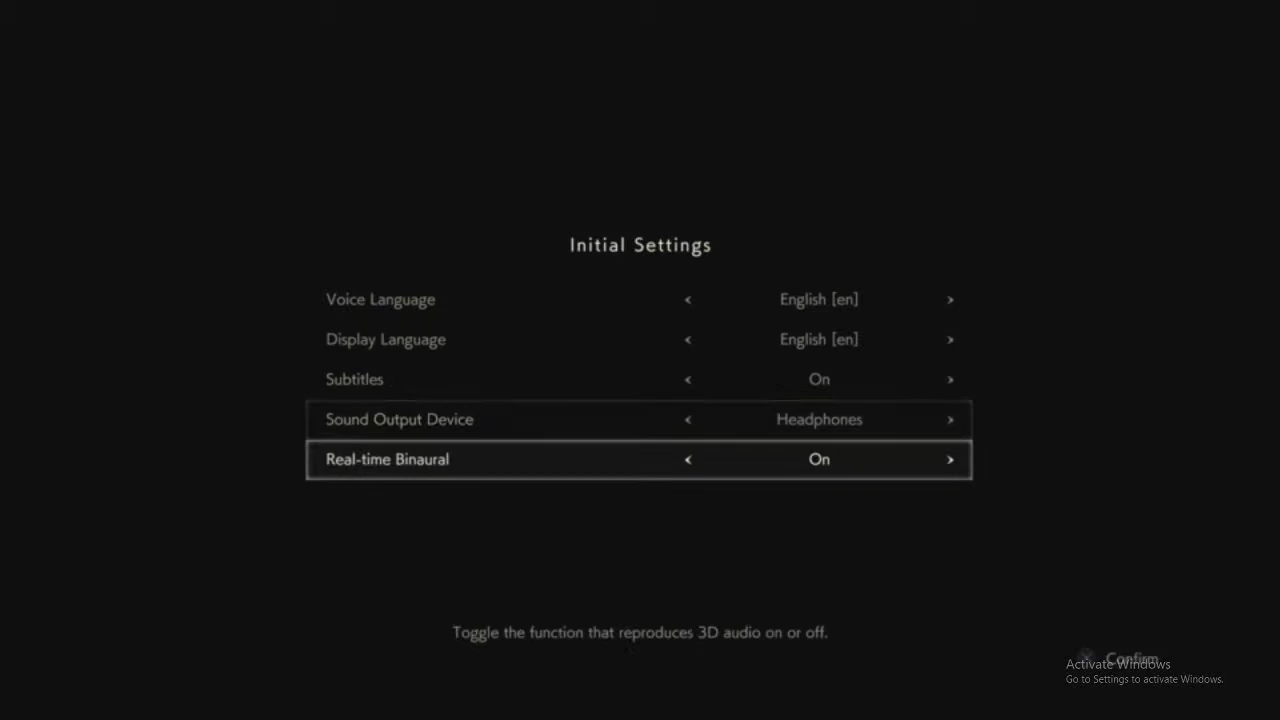 Initial Settings
Voice Language < English [en] >
Display Language < English [en] >
Subtitles < On >
Sound Output Device < Headphones >
Real-time Binaural < On >
Toggle the function that reproduces 3D audio on or off.
Confirm
Activate Windows
Go to Settings to activate Windows.